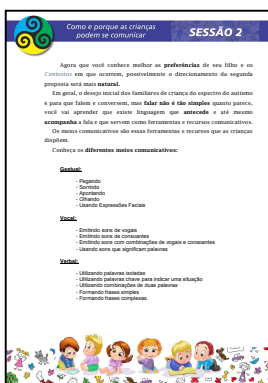 Como e porque as crianças
podem se comunicar
SESSÃO 2
Agora que você conhece melhor as preferências de seu filho e os
Contextos em que ocorrem, possivelmente o direcionamento da segunda
proposta será mais natural.
Em geral, o desejo inicial dos familiares de criança do espectro do autismo
é para que falem e conversem, mas falar não é tão simples quanto parece,
você vai aprender que existe linguagem que antecede e até mesmo
acompanha a fala e que servem como ferramentas e recursos comunicativos.
Os meios comunicativos são essas ferramentas e recursos que as crianças
dispõem.
Conheça os diferentes meios comunicativos:
Gestual:
- Pegando
- Sorrindo
- Apontando
- Olhando
- Usando Expressões Faciais
Vocal:
- Emitindo sons de vogais
- Emitindo sons de consoantes
- Emitindo sons com combinações de vogais e consoantes
- Usando sons que significam palavras
Verbal:
- Utilizando palavras isoladas
- Utilizando palavras chave para indicar uma situação
- Utilizando combinações de duas palavras
- Formando frases simples
- Formando frases complexas.